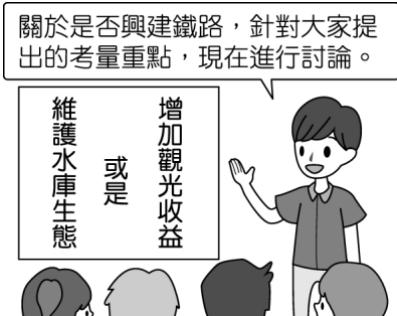 關於是否興建鐵路，針對大家提
出的考量重點，現在進行討論。
增加觀光收益
或是
維護水庫生態